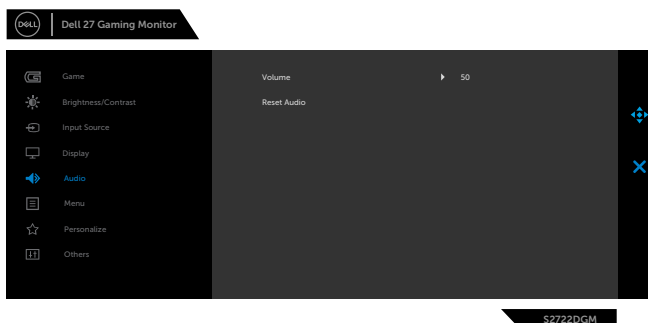 DELL
Dell 27 Gaming Monitor
Game
Volume 50
Brightness/Contrast
Reset Audio
Input Source
Display
Audio
Menu
Personalize
Others
S2722DGM